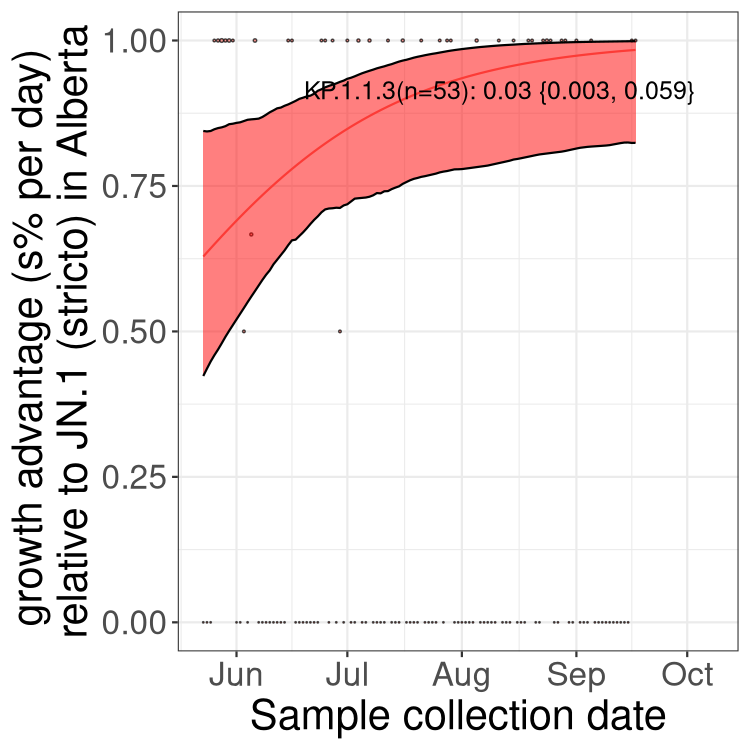 growth advantage (s% per day)
relative to JN.1 (stricto) in Alberta
1.00
0.75
0.50
0.25
0.00
KP.1.1.3(n=53): 0.03 {0.003, 0.059}
Jun Jul Aug Sep Oct
Sample collection date